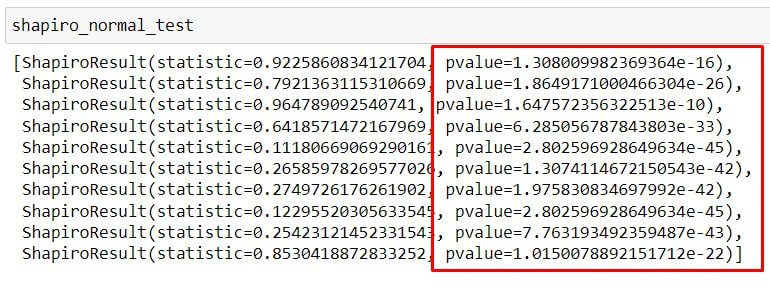 shapiro_normal_test
[ShapiroResult(statistic=0.9225860834121704, pvalue=1.308009982369364e-16),
ShapiroResult(statistic=0.7921363115310669, pvalue=1.8649171000466304e-26),
ShapiroResult(statistic=0.964789092540741, pvalue=1.647572356322513e-10),
ShapiroResult(statistic=0.6418571472167969, pvalue=6.285056787843803e-33),
ShapiroResult(statistic=0.11180669069290161, pvalue=2.802596928649634e-45),
ShapiroResult(statistic=0.26585978269577026, pvalue=1.3074114672150543e-42),
ShapiroResult(statistic=0.2749726176261902, pvalue=1.975830834697992e-42),
ShapiroResult(statistic=0.12295520305633545, pvalue=2.802596928649634e-45),
ShapiroResult(statistic=0.25423121452331543, pvalue=7.763193492359487e-43),
ShapiroResult(statistic=0.8530418872833252, pvalue=1.0150078892151712e-22)]